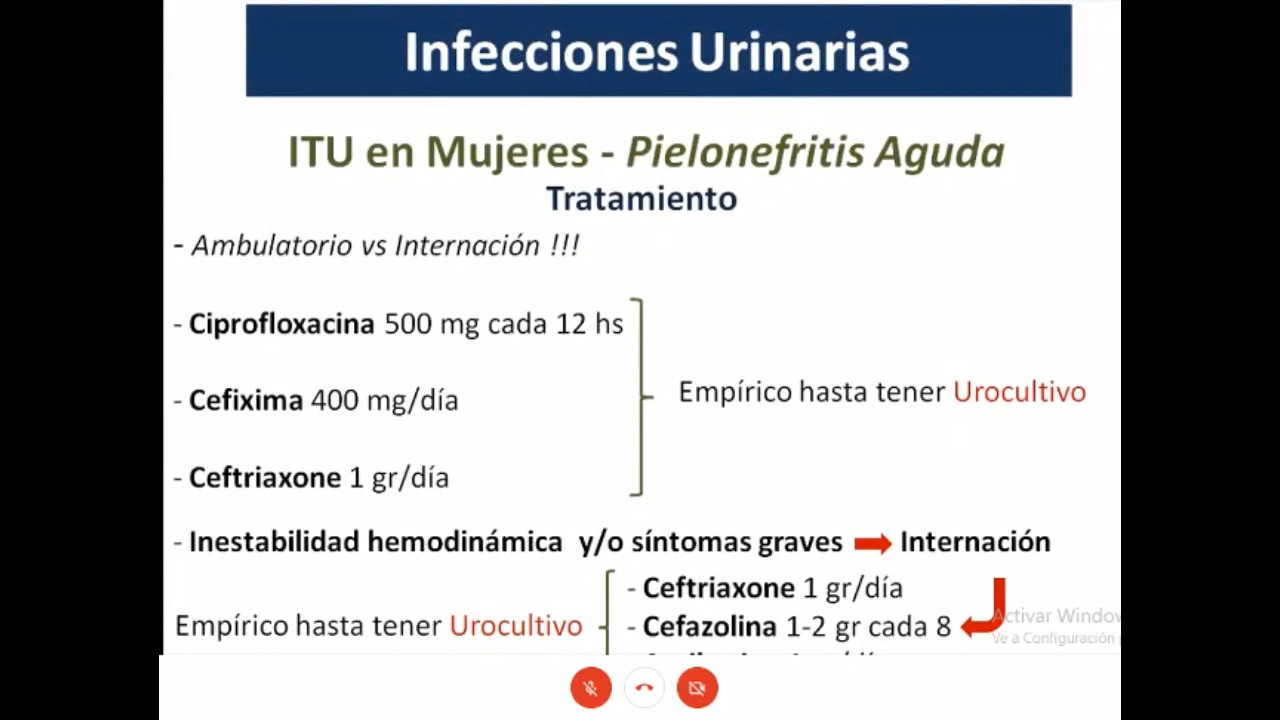 Infecciones Urinarias
ITU en Mujeres - Pielonefritis Aguda
Tratamiento
- Ambulatorio vs Internación !!!
- Ciprofloxacina 500 mg cada 12 hs
- Cefixima 400 mg/día
Empírico hasta tener Urocultivo
- Ceftriaxone 1 gr/día
- Inestabilidad hemodinámica y/o síntomas graves Internación
- Ceftriaxone 1 gr/día
Empírico hasta tener Urocultivo
- Cefazolina 1-2 gr cada 8
Activar Window
Ve a Configuración